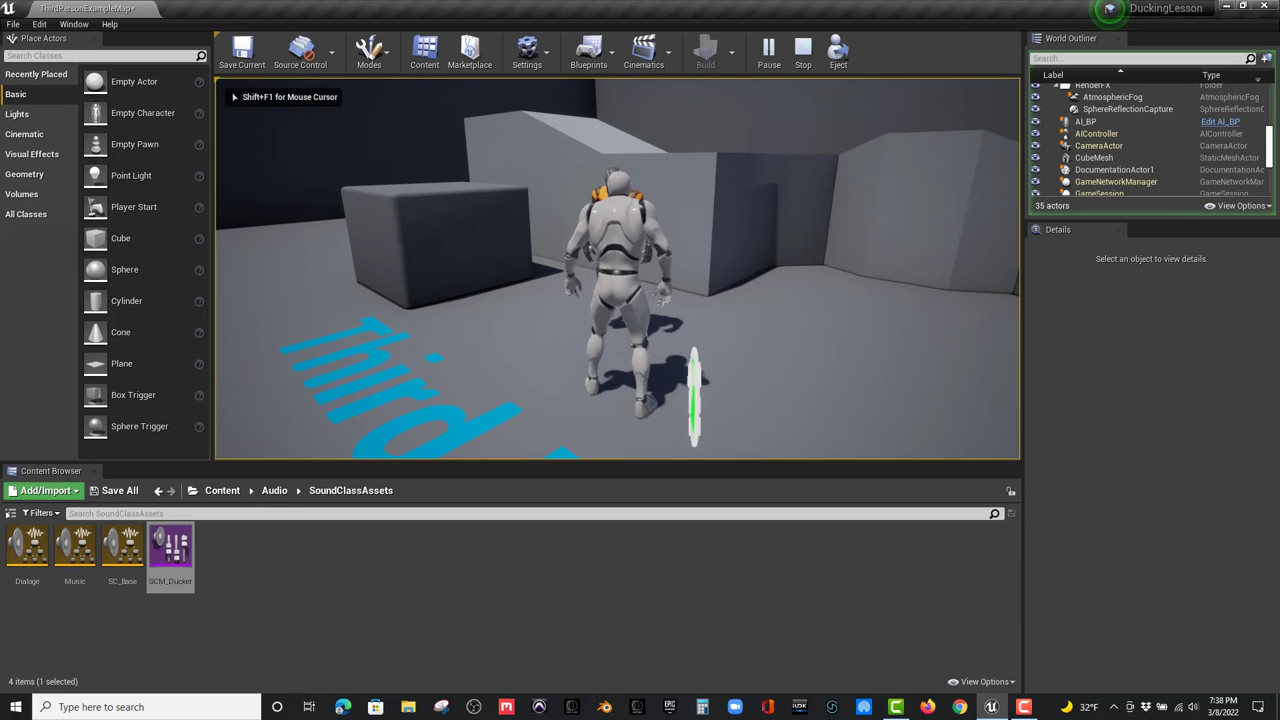 ThirdPersonExampleMap*
DuckingLesson
File Edit Window Help
Place Actors
Search Classes
Recently Placed
Basic
Lights
Cinematic
Visual Effects
Geometry
Volumes
All Classes
Empty Actor
Empty Character
Empty Pawn
Point Light
Player Start
Cube
Sphere
Cylinder
Cone
Plane
Box Trigger
Sphere Trigger
Save Current
Source Control
Modes
Content
Marketplace
Settings
Blueprints
Cinematics
Build
Pause
Stop
Eject
Shift+F1 for Mouse Cursor
Third
World Outliner
Search...
Label Type
RenderFX Folder
AtmosphericFog AtmosphericFog
SphereReflectionCapture SphereReflectionC
AI_BP Edit AI_BP
AIController AIController
CameraActor CameraActor
CubeMesh StaticMeshActor
DocumentationActor1 DocumentationAc
GameNetworkManager GameNetworkMar
GameSession GameSession
35 actors
View Options
Details
Select an object to view details.
Content Browser
Add/Import
Save All
Content
Audio
SoundClassAssets
Filters
Search SoundClassAssets
Dialoge
Music
SC_Base
SCM_Ducker
4 items (1 selected)
View Options
Type here to search
32°F
7:38 PM
3/8/2022